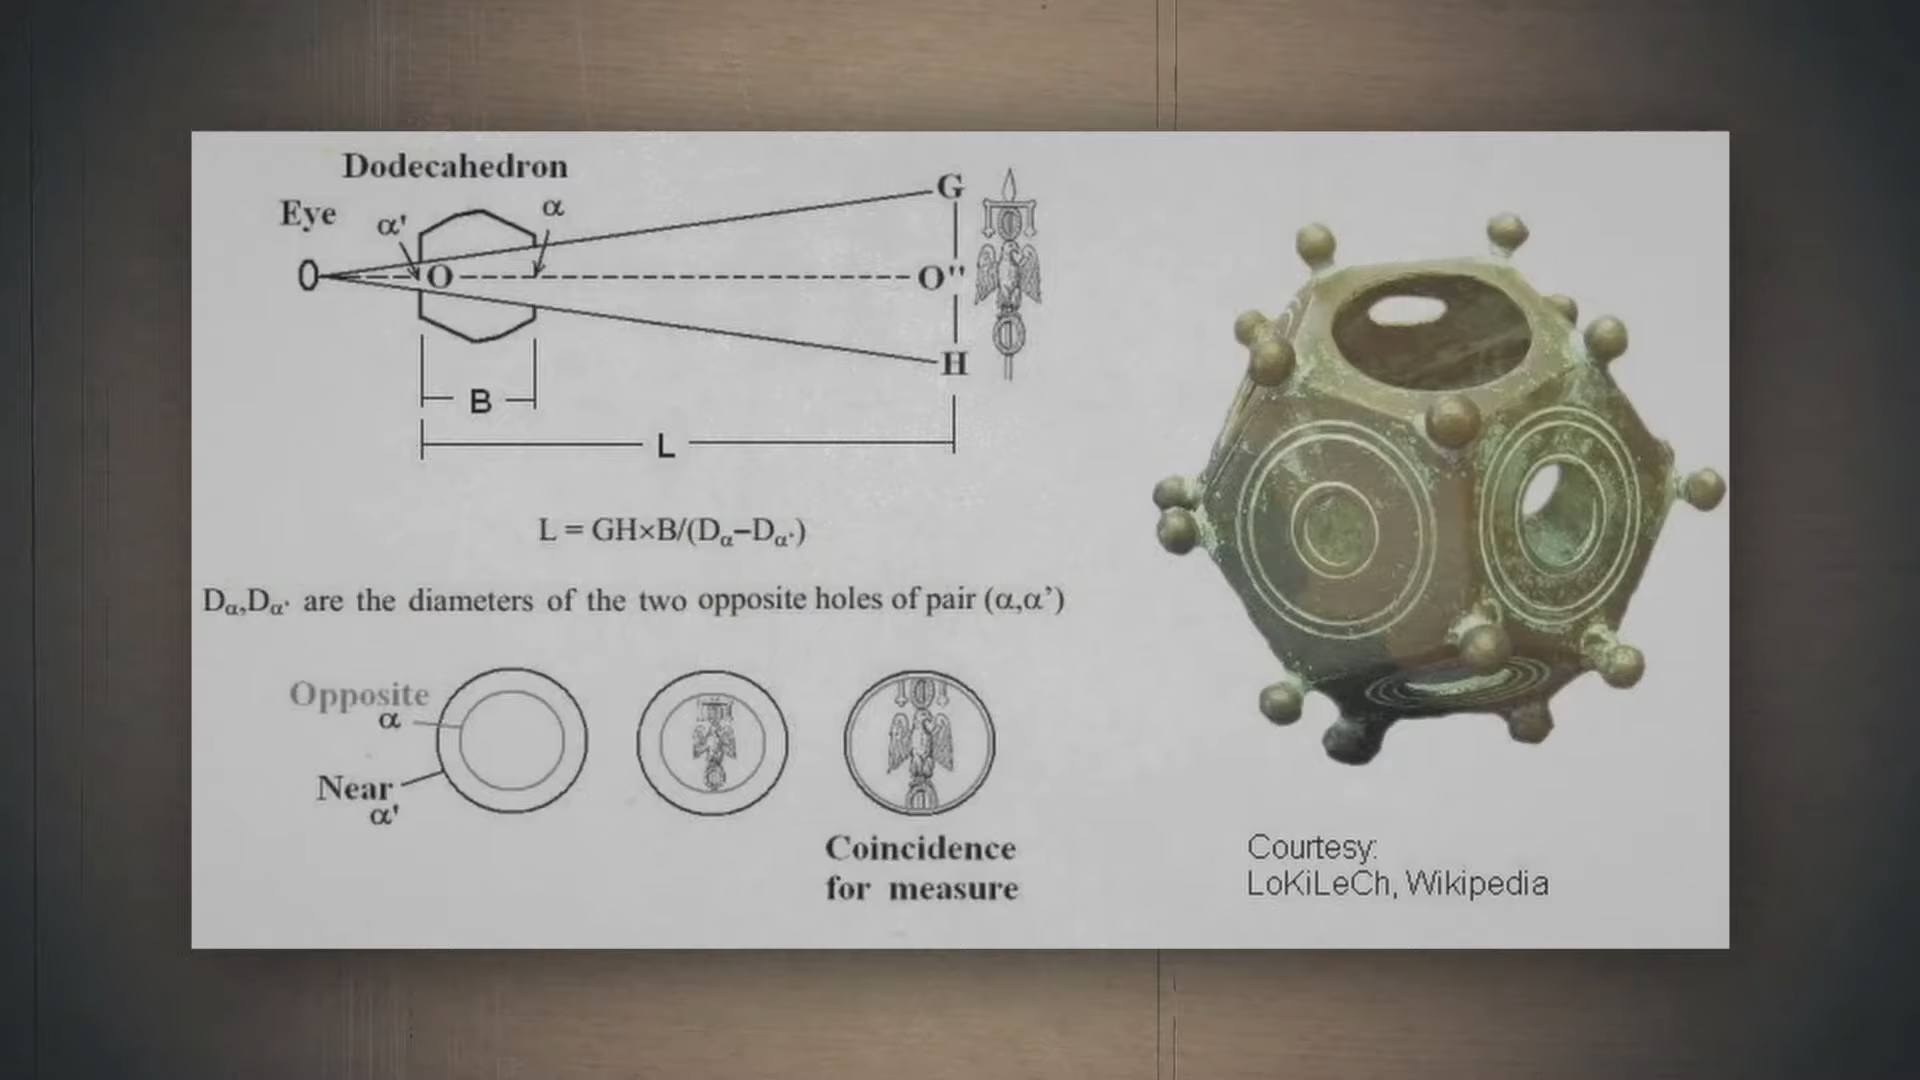 Dodecahedron
Eye
α'
α
G
O
O
O''
H
B
L
L = GH×B/(Dα−Dα')
Dα,Dα' are the diameters of the two opposite holes of pair (α,α’)
Opposite
α
Near
α'
Coincidence
for measure
Courtesy:
LoKiLeCh, Wikipedia